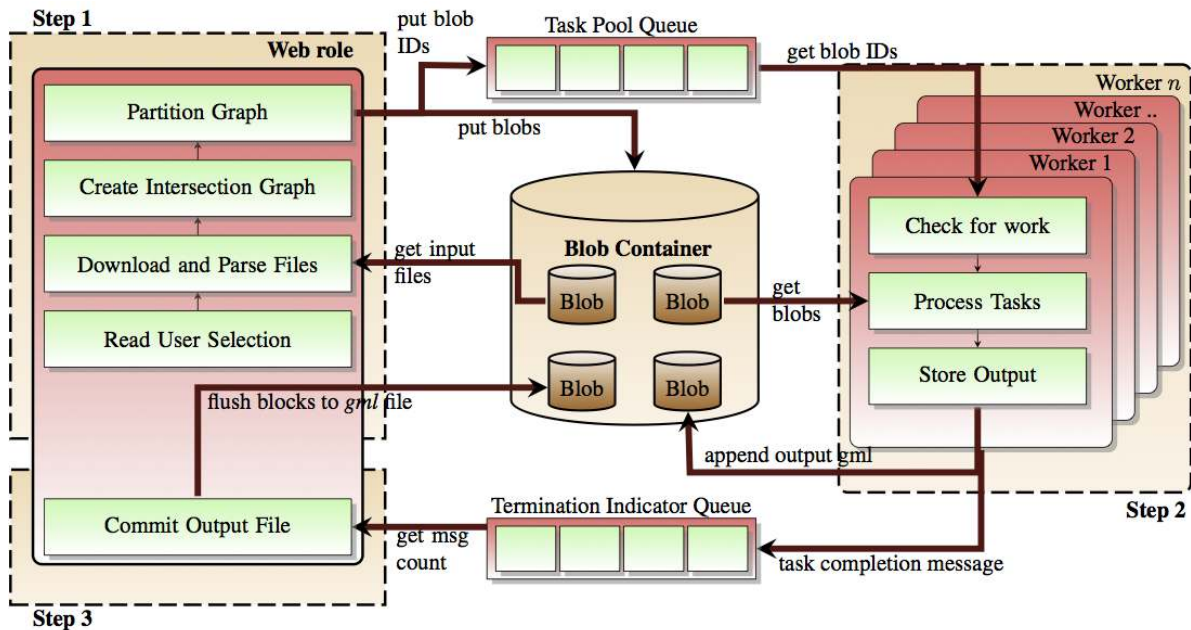 Step 1
Web role
Partition Graph
Create Intersection Graph
Download and Parse Files
Read User Selection
put blob
IDs
put blobs
Task Pool Queue
get blob IDs
Blob Container
Blob
Blob
Blob
Blob
get input
files
get
blobs
Worker n
Worker ..
Worker 2
Worker 1
Check for work
Process Tasks
Store Output
Step 2
flush blocks to gml file
append output gml
Termination Indicator Queue
task completion message
get msg
count
Commit Output File
Step 3